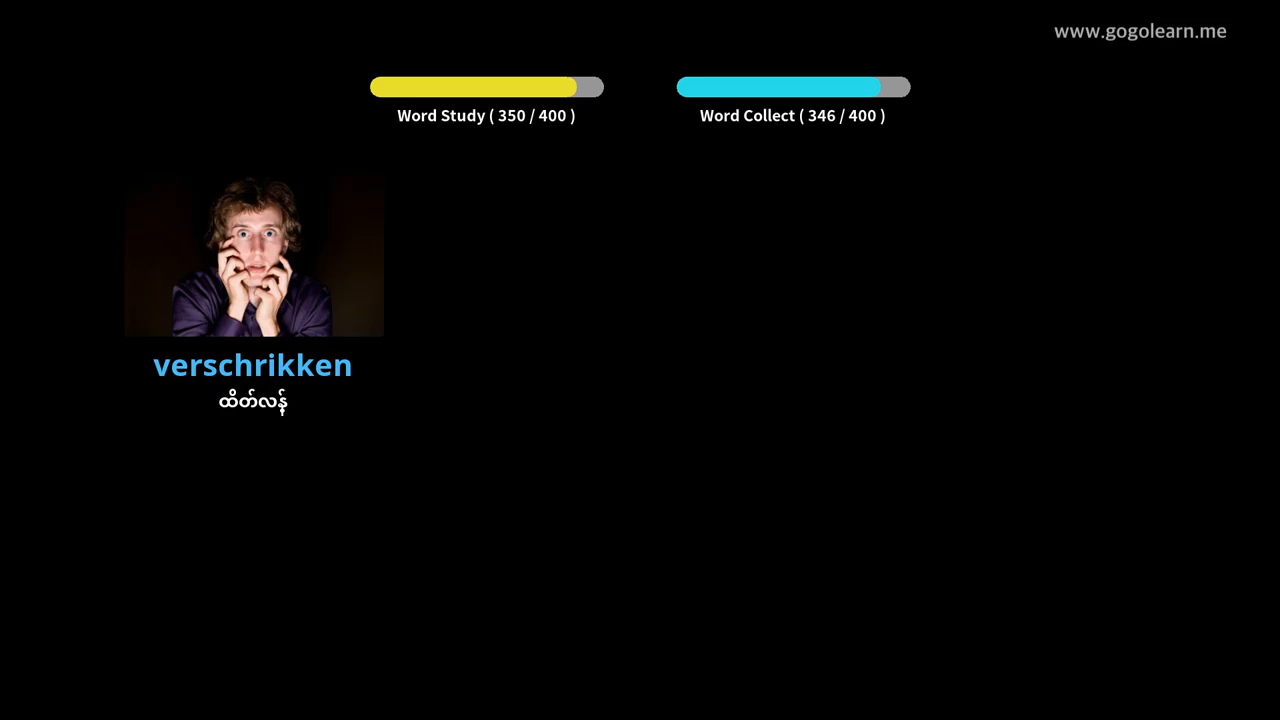 www.gogolearn.me
Word Study ( 350 / 400 )
Word Collect ( 346 / 400 )
verschrikken
ထိတ်လန့်